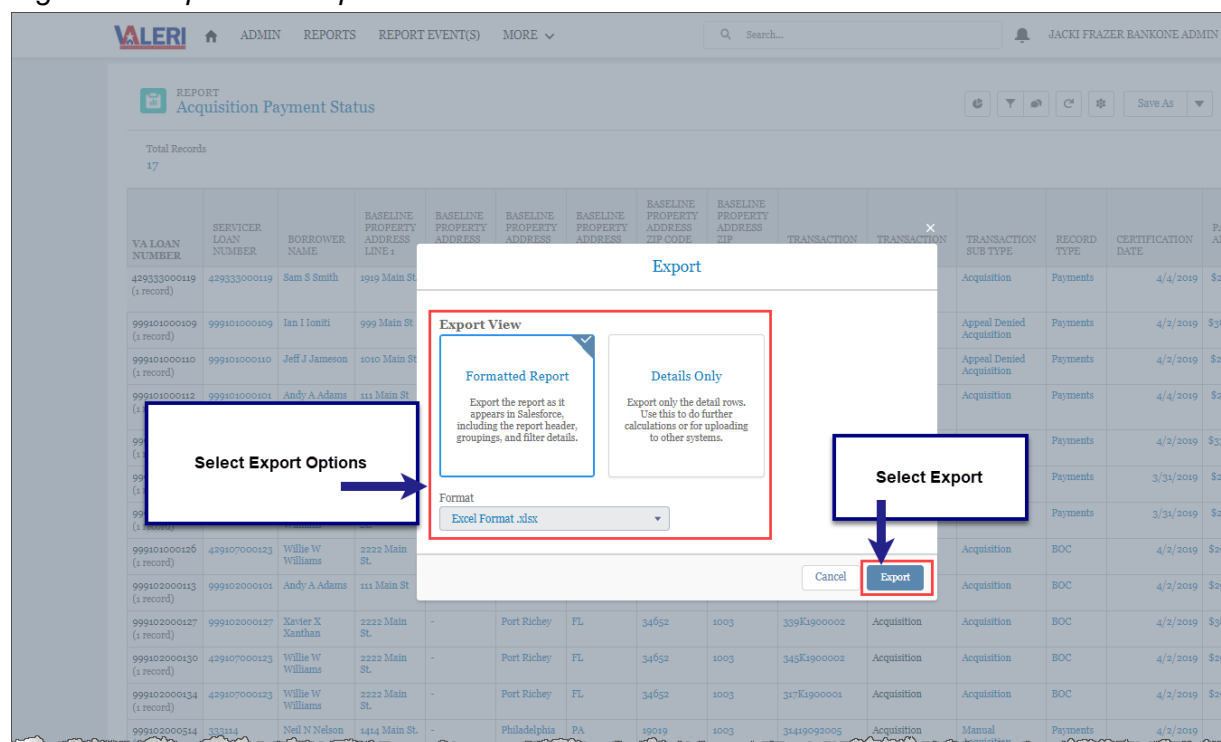 VALERI ADMIN REPORTS REPORT EVENT(S) MORE Search... JACKI FRAZER BANKONE ADMIN
REPORT
Acquisition Payment Status
Save As
Total Records
17
VA LOAN NUMBER
SERVICER LOAN NUMBER
BORROWER NAME
BASELINE PROPERTY ADDRESS LINE 1
BASELINE PROPERTY ADDRESS
BASELINE PROPERTY ADDRESS
BASELINE PROPERTY ADDRESS
BASELINE PROPERTY ADDRESS ZIP CODE
BASELINE PROPERTY ADDRESS ZIP
TRANSACTION
TRANSACTION
TRANSACTION SUB TYPE
RECORD TYPE
CERTIFICATION DATE
429333000119 429333000119 Sam S Smith 1919 Main St. Acquisition Payments 4/4/2019
(1 record)
999101000109 999101000109 Ian I Ioniti 999 Main St Appeal Denied Payments 4/2/2019
(1 record) Acquisition
999101000110 999101000110 Jeff J Jameson 1010 Main St Appeal Denied Payments 4/2/2019
(1 record) Acquisition
999101000112 999101000101 Andy A Adams 111 Main St Acquisition Payments 4/4/2019
Payments 4/2/2019
Payments 3/31/2019
Payments 3/31/2019
999101000126 429107000123 Willie W 2222 Main Acquisition BOC 4/2/2019
(1 record) Williams St.
999102000113 999102000101 Andy A Adams 111 Main St Acquisition BOC 4/2/2019
(1 record)
999102000127 999102000127 Xavier X 2222 Main - Port Richey FL 34652 1003 339K1900002 Acquisition Acquisition BOC 4/2/2019
(1 record) Xanthan St.
999102000130 429107000123 Willie W 2222 Main - Port Richey FL 34652 1003 345K1900002 Acquisition Acquisition BOC 4/2/2019
(1 record) Williams St.
999102000134 429107000123 Willie W 2222 Main - Port Richey FL 34652 1003 317K1900001 Acquisition Acquisition BOC 4/2/2019
(1 record) Williams St.
999102000514 333114 Neil N Nelson 1414 Main St. - Philadelphia PA 19019 1003 31419092005 Acquisition Manual Payments 4/2/2019
Export
Export View
Formatted Report
Export the report as it
appears in Salesforce,
including the report header,
groupings, and filter details.
Details Only
Export only the detail rows.
Use this to do further
calculations or for uploading
to other systems.
Format
Excel Format .xlsx
Cancel Export
Select Export Options
Select Export